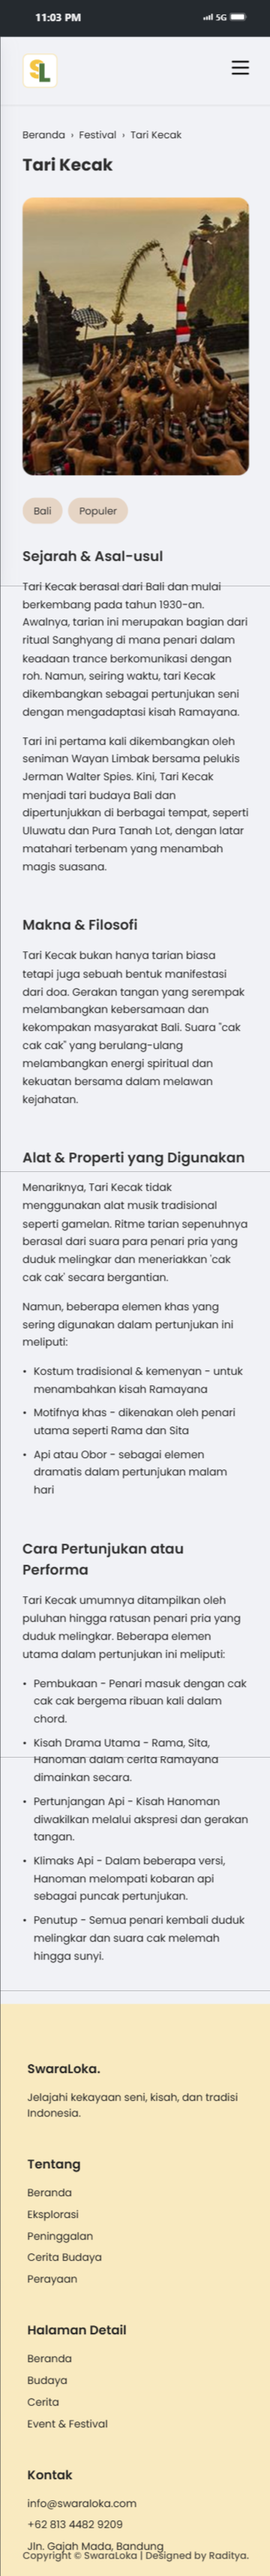 11:03 PM
5G
SL
Beranda › Festival › Tari Kecak
Tari Kecak
Bali
Populer
Sejarah & Asal-usul
Tari Kecak berasal dari Bali dan mulai
berkembang pada tahun 1930-an.
Awalnya, tarian ini merupakan bagian dari
ritual Sanghyang di mana penari dalam
keadaan trance berkomunikasi dengan
roh. Namun, seiring waktu, tari Kecak
dikembangkan sebagai pertunjukan seni
dengan mengadaptasi kisah Ramayana.
Tari ini pertama kali dikembangkan oleh
seniman Wayan Limbak bersama pelukis
Jerman Walter Spies. Kini, Tari Kecak
menjadi tari budaya Bali dan
dipertunjukkan di berbagai tempat, seperti
Uluwatu dan Pura Tanah Lot, dengan latar
matahari terbenam yang menambah
magis suasana.
Makna & Filosofi
Tari Kecak bukan hanya tarian biasa
tetapi juga sebuah bentuk manifestasi
dari doa. Gerakan tangan yang serempak
melambangkan kebersamaan dan
kekompakan masyarakat Bali. Suara "cak
cak cak" yang berulang-ulang
melambangkan energi spiritual dan
kekuatan bersama dalam melawan
kejahatan.
Alat & Properti yang Digunakan
Menariknya, Tari Kecak tidak
menggunakan alat musik tradisional
seperti gamelan. Ritme tarian sepenuhnya
berasal dari suara para penari pria yang
duduk melingkar dan meneriakkan 'cak
cak cak' secara bergantian.
Namun, beberapa elemen khas yang
sering digunakan dalam pertunjukan ini
meliputi:
• Kostum tradisional & kemenyan - untuk
menambahkan kisah Ramayana
• Motifnya khas - dikenakan oleh penari
utama seperti Rama dan Sita
• Api atau Obor - sebagai elemen
dramatis dalam pertunjukan malam
hari
Cara Pertunjukan atau
Performa
Tari Kecak umumnya ditampilkan oleh
puluhan hingga ratusan penari pria yang
duduk melingkar. Beberapa elemen
utama dalam pertunjukan ini meliputi:
• Pembukaan - Penari masuk dengan cak
cak cak bergema ribuan kali dalam
chord.
• Kisah Drama Utama - Rama, Sita,
Hanoman dalam cerita Ramayana
dimainkan secara.
• Pertunjangan Api - Kisah Hanoman
diwakilkan melalui akspresi dan gerakan
tangan.
• Klimaks Api - Dalam beberapa versi,
Hanoman melompati kobaran api
sebagai puncak pertunjukan.
• Penutup - Semua penari kembali duduk
melingkar dan suara cak melemah
hingga sunyi.
SwaraLoka.
Jelajahi kekayaan seni, kisah, dan tradisi
Indonesia.
Tentang
Beranda
Eksplorasi
Peninggalan
Cerita Budaya
Perayaan
Halaman Detail
Beranda
Budaya
Cerita
Event & Festival
Kontak
info@swaraloka.com
+62 813 4482 9209
Jln. Gajah Mada, Bandung
Copyright © SwaraLoka | Designed by Raditya.